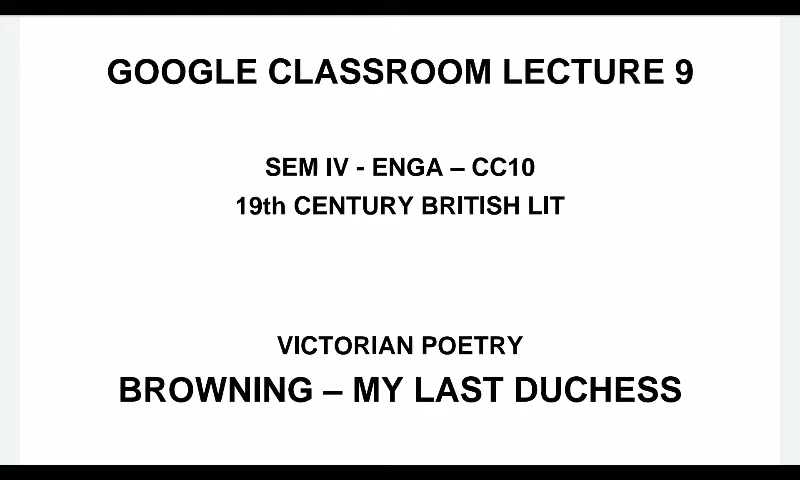 GOOGLE CLASSROOM LECTURE 9
SEM IV - ENGA – CC10
19th CENTURY BRITISH LIT
VICTORIAN POETRY
BROWNING – MY LAST DUCHESS